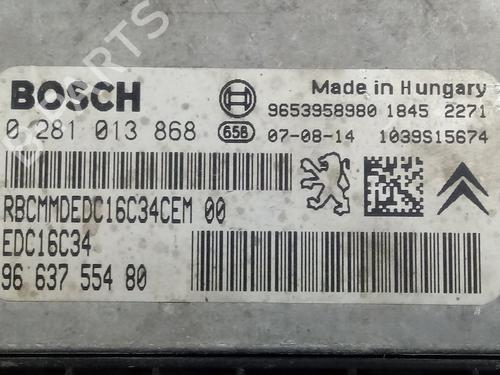 BOSCH
Made in Hungary
9653958980 1845 2271
0 281 013 868
656
07-08-14
1039S15674
RBCMMDEDC16C34CEM 00
EDC16C34
96 637 554 80
PARTS